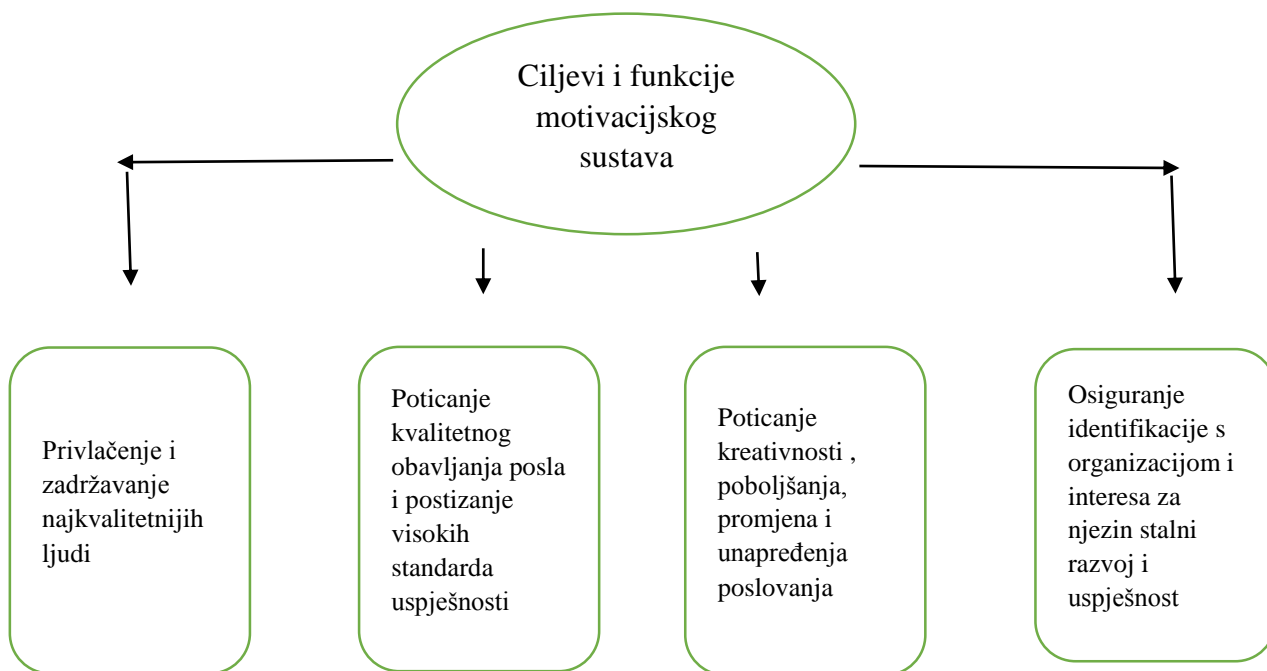 Ciljevi i funkcije
motivacijskog
sustava
Privlačenje i
zadržavanje
najkvalitetnijih
ljudi
Poticanje
kvalitetnog
obavljanja posla
i postizanje
visokih
standarda
uspješnosti
Poticanje
kreativnosti ,
poboljšanja,
promjena i
unapređenja
poslovanja
Osiguranje
identifikacije s
organizacijom i
interesa za
njezin stalni
razvoj i
uspješnost